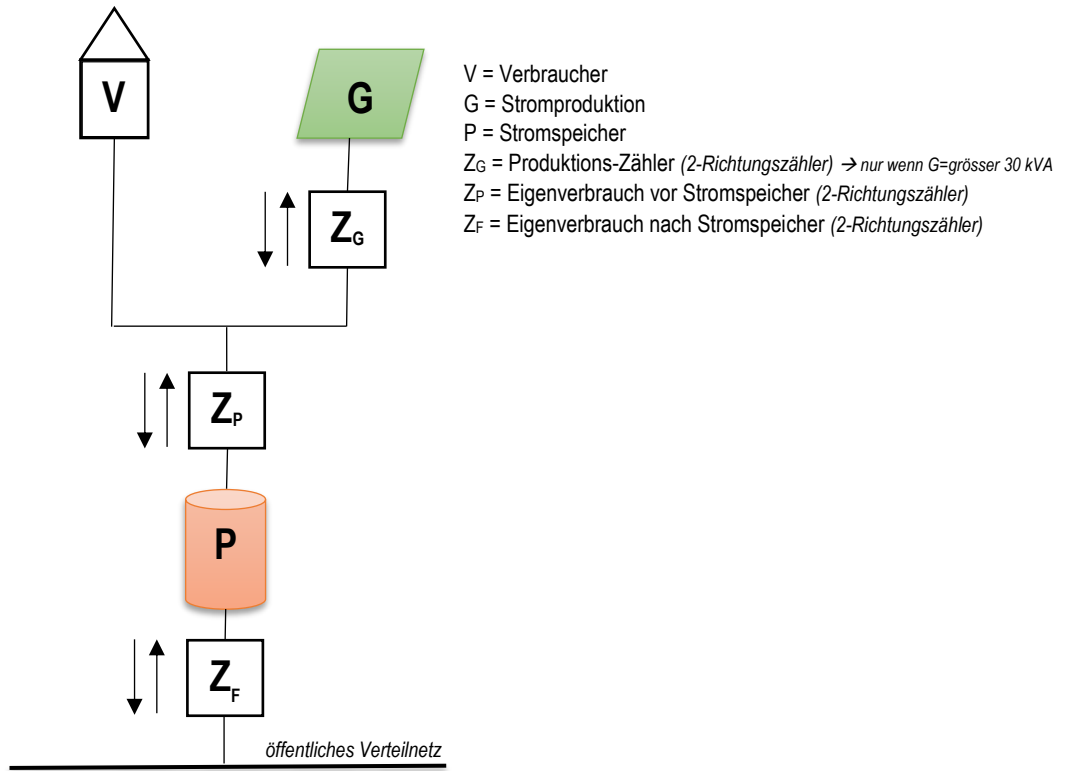 V
G
V = Verbraucher
G = Stromproduktion
P = Stromspeicher
ZG = Produktions-Zähler (2-Richtungszähler) → nur wenn G=grösser 30 kVA
ZP = Eigenverbrauch vor Stromspeicher (2-Richtungszähler)
ZF = Eigenverbrauch nach Stromspeicher (2-Richtungszähler)
ZG
ZP
P
ZF
öffentliches Verteilnetz